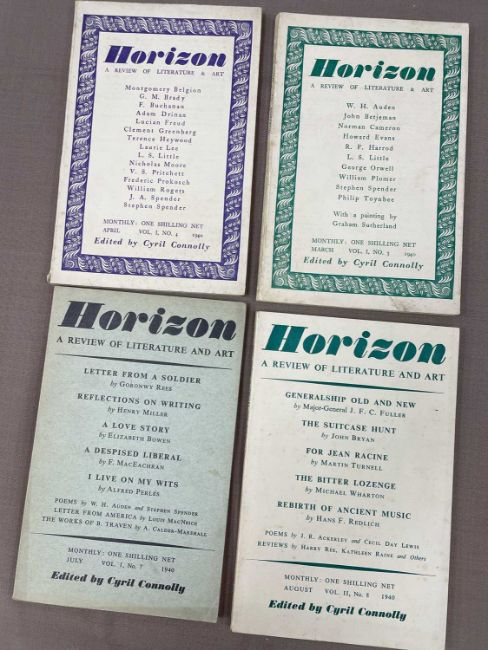 Horizon
A REVIEW OF LITERATURE & ART
Montgomery Belgion
G. M. Brady
F. Buchanan
Adam Drinan
Lucian Freud
Clement Greenberg
Terence Heywood
Laurie Lee
L. S. Little
Nicholas Moore
V. S. Pritchett
Frederic Prokosch
William Rogers
J. A. Spender
Stephen Spender
MONTHLY: ONE SHILLING NET
APRIL VOL. I, NO. 4 1940
Edited by Cyril Connolly
Horizon
A REVIEW OF LITERATURE & ART
W. H. Auden
John Betjeman
Norman Cameron
Howard Evans
R. F. Harrod
L. S. Little
George Orwell
William Plomer
Stephen Spender
Philip Toynbee
With a painting by
Graham Sutherland
MONTHLY: ONE SHILLING NET
MARCH VOL. I, NO. 3 1940
Edited by Cyril Connolly
Horizon
A REVIEW OF LITERATURE AND ART
LETTER FROM A SOLDIER
by GORONWY REES
REFLECTIONS ON WRITING
by HENRY MILLER
A LOVE STORY
by ELIZABETH BOWEN
A DESPISED LIBERAL
by F. MACEACHRAN
I LIVE ON MY WITS
by ALFRED PERLÈS
POEMS by W. H. AUDEN and STEPHEN SPENDER
LETTER FROM AMERICA by LOUIS MACNEICE
THE WORKS OF B. TRAVEN by A. CALDER-MARSHALL
MONTHLY: ONE SHILLING NET
JULY VOL. I, NO. 7 1940
Edited by Cyril Connolly
Horizon
A REVIEW OF LITERATURE AND ART
GENERALSHIP OLD AND NEW
by MAJOR-GENERAL J. F. C. FULLER
THE SUITCASE HUNT
by JOHN BRYAN
FOR JEAN RACINE
by MARTIN TURNELL
THE BITTER LOZENGE
by MICHAEL WHARTON
REBIRTH OF ANCIENT MUSIC
by HANS F. REDLICH
POEMS by J. R. ACKERLEY and CECIL DAY LEWIS
REVIEWS by HARRY RÉE, KATHLEEN RAINE and Others
MONTHLY: ONE SHILLING NET
AUGUST VOL. II, No. 8 1940
Edited by Cyril Connolly